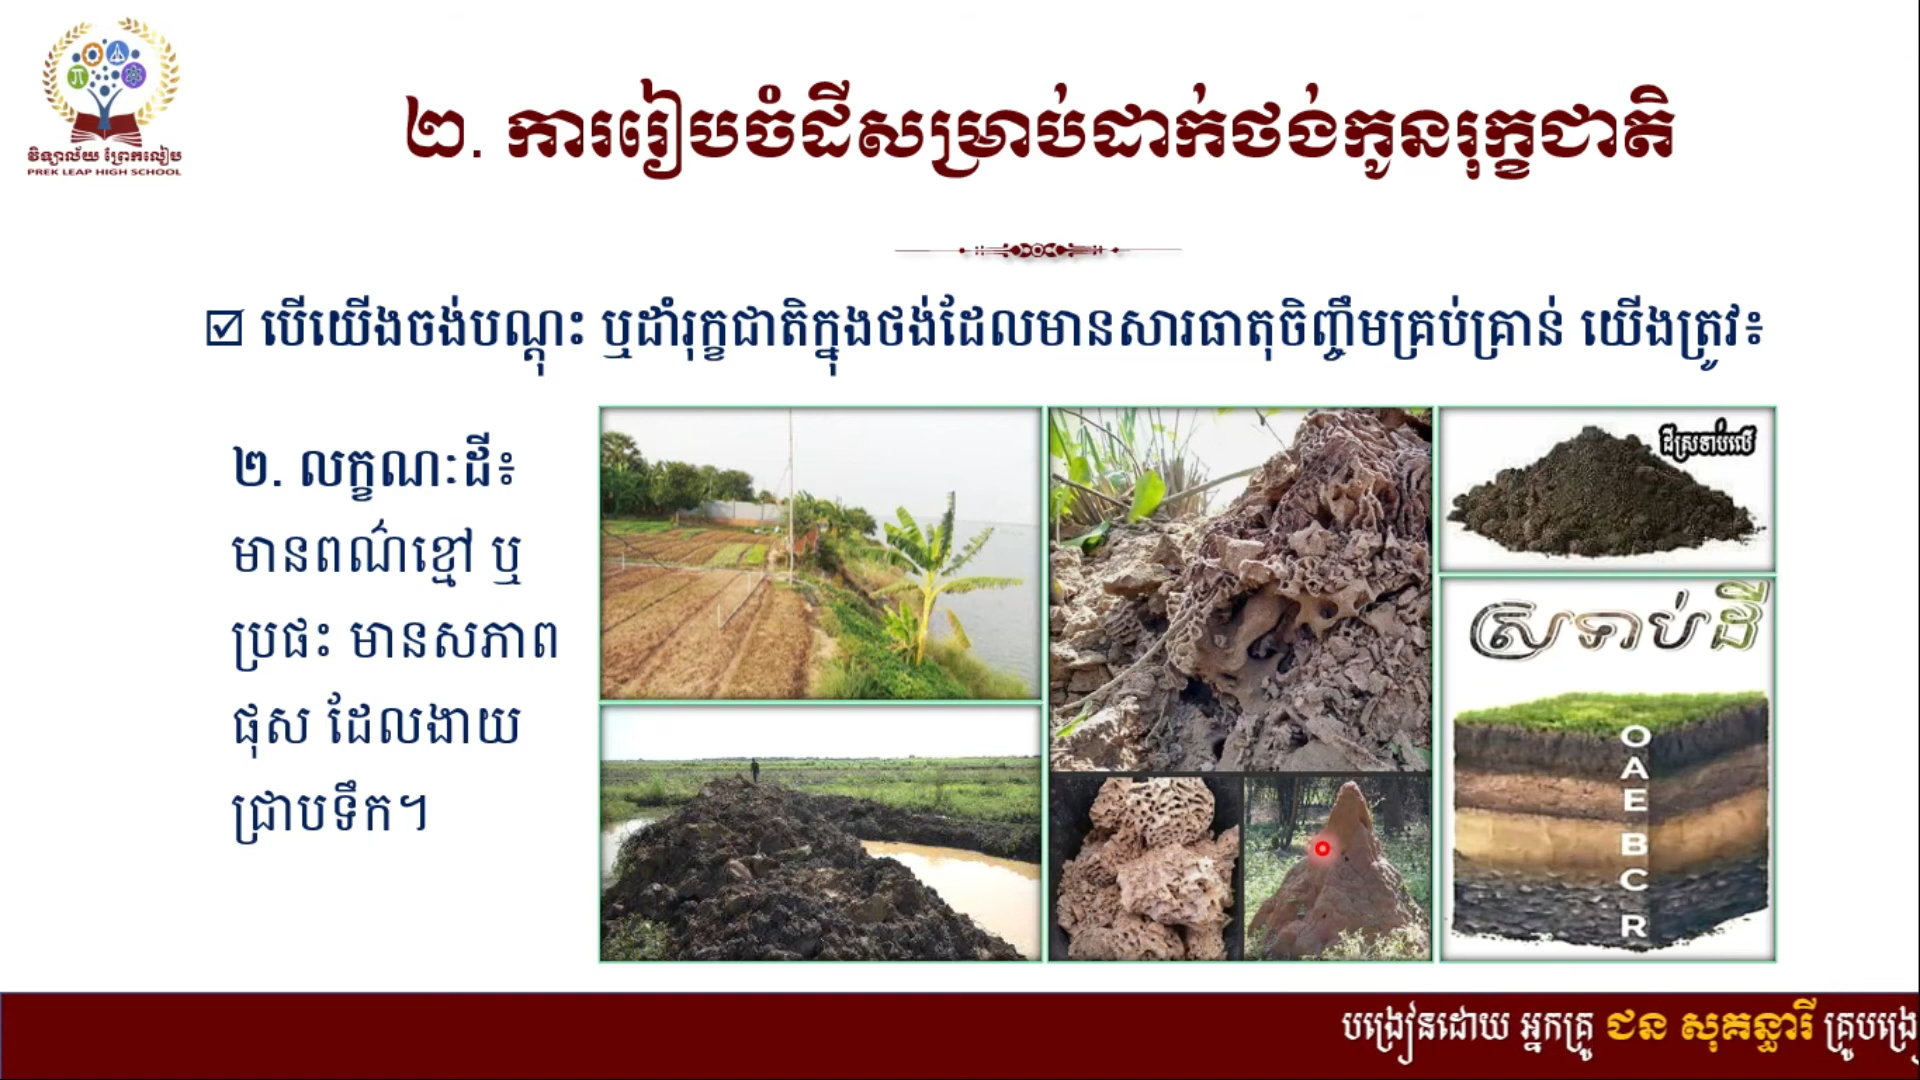 វិទ្យាល័យ ព្រែកលៀប
PREK LEAP HIGH SCHOOL
២. ការរៀបចំដីសម្រាប់ដាក់ថង់កូនរុក្ខជាតិ
☑ បើយើងចង់បណ្ដុះ ឬដាំរុក្ខជាតិក្នុងថង់ដែលមានសារធាតុចិញ្ចឹមគ្រប់គ្រាន់ យើងត្រូវ៖
២. លក្ខណៈដី៖
មានពណ៌ខ្មៅ ឬ
ប្រផះ មានសភាព
ផុស ដែលងាយ
ជ្រាបទឹក។
ដីស្រទាប់លើ
ស្រទាប់ដី
O
A
E
B
C
R
បង្រៀនដោយ អ្នកគ្រូ ជន សុគន្ធារី គ្រូបង្រៀ